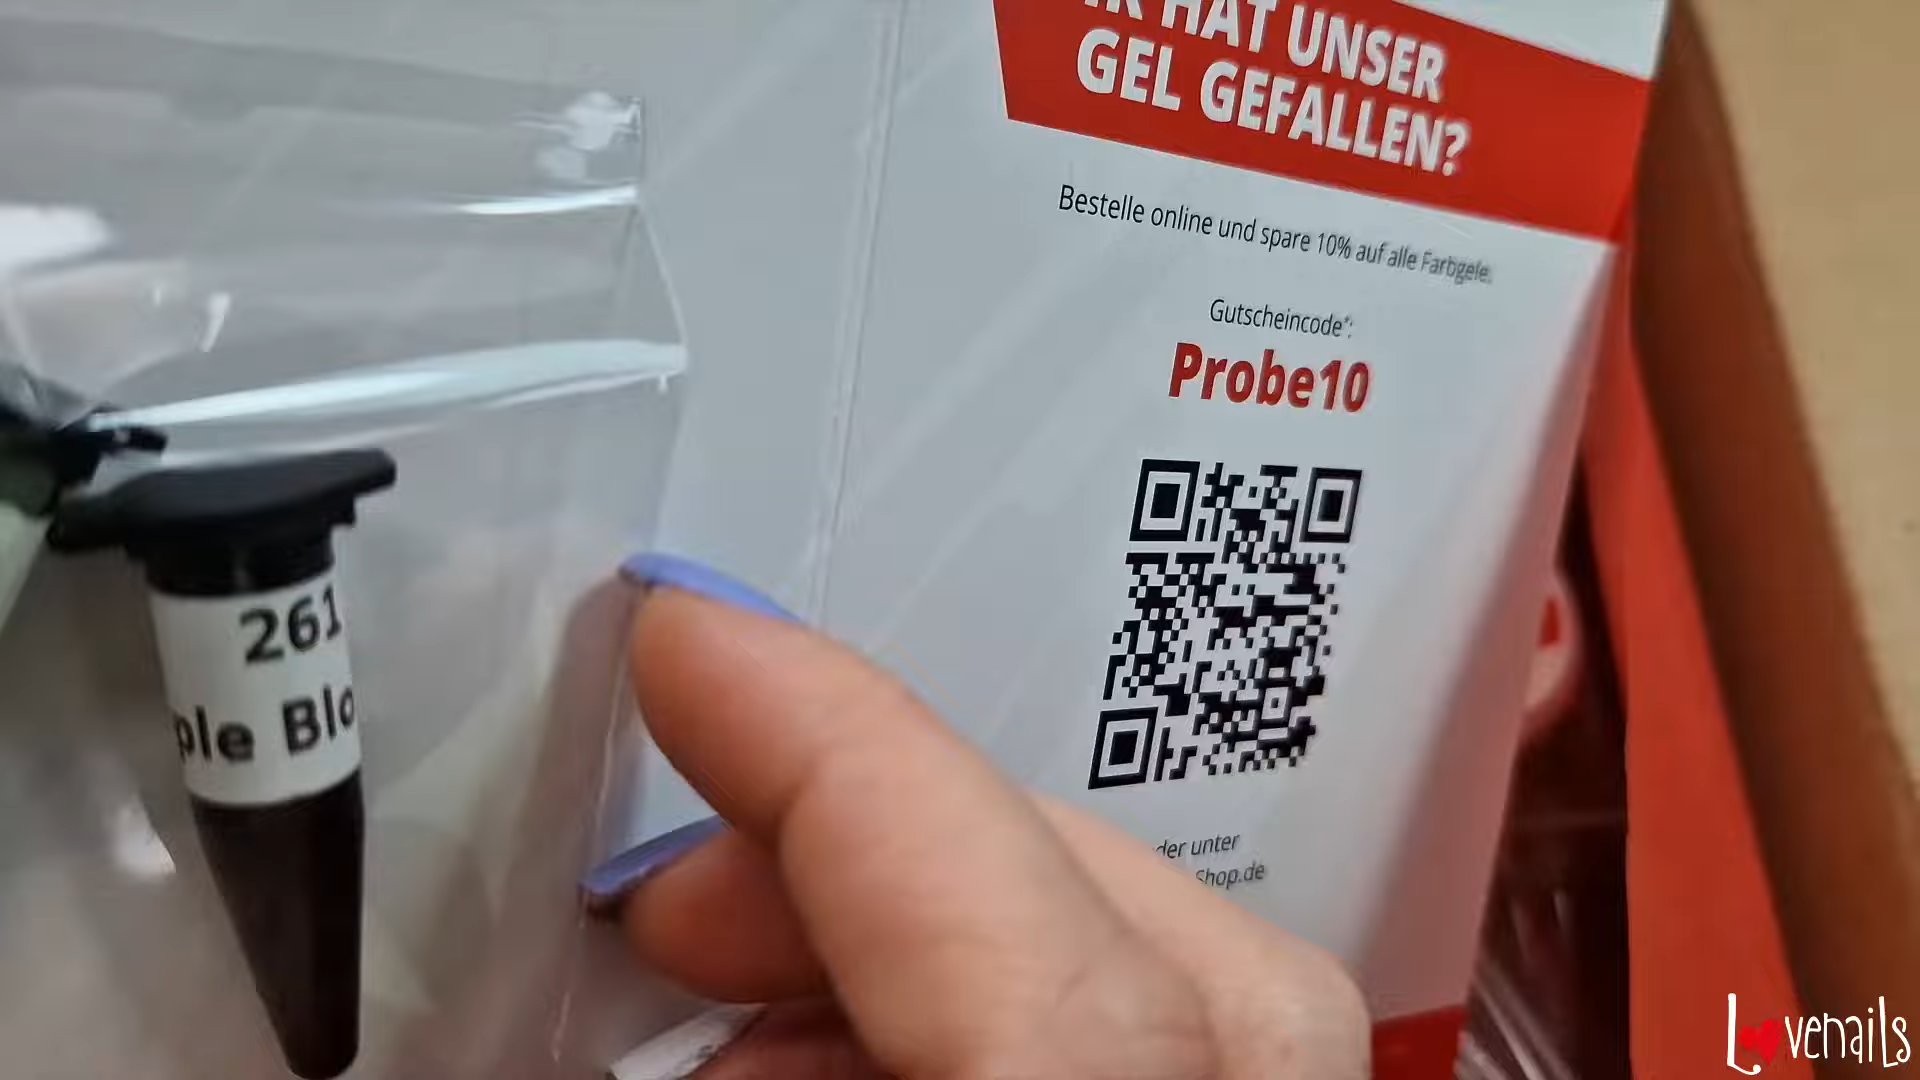 HAT UNSER
GEL GEFALLEN?
Bestelle online und spare 10% auf alle Farbgele.
Gutscheincode*:
Probe10
der unter
Shop.de
261
ple Blo
Lovenails